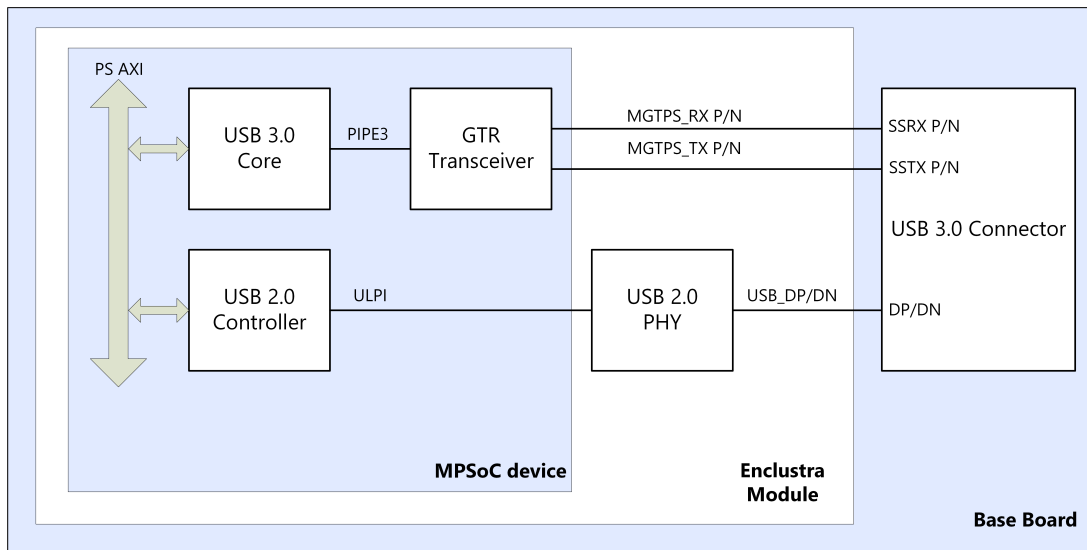 PS AXI
USB 3.0
Core
PIPE3
GTR
Transceiver
MGTPS_RX P/N
MGTPS_TX P/N
SSRX P/N
SSTX P/N
USB 3.0 Connector
USB 2.0
Controller
ULPI
USB 2.0
PHY
USB_DP/DN
DP/DN
MPSoC device
Enclustra
Module
Base Board